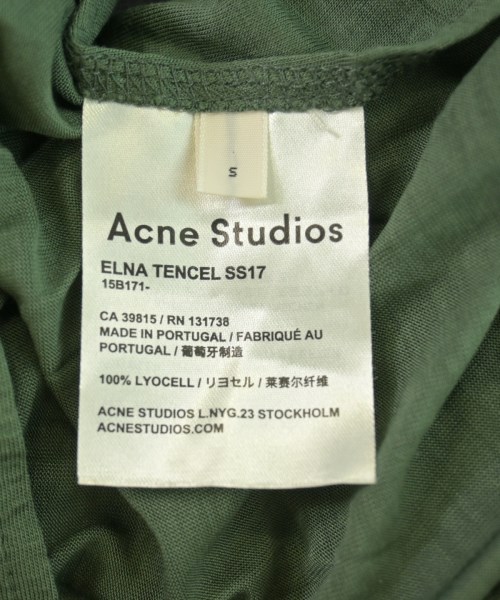 S
Acne Studios
ELNA TENCEL SS17
15B171-
CA 39815 / RN 131738
MADE IN PORTUGAL / FABRIQUÉ AU
PORTUGAL / 葡萄牙制造
100% LYOCELL / リヨセル / 莱赛尔纤维
ACNE STUDIOS L.NYG.23 STOCKHOLM
ACNESTUDIOS.COM